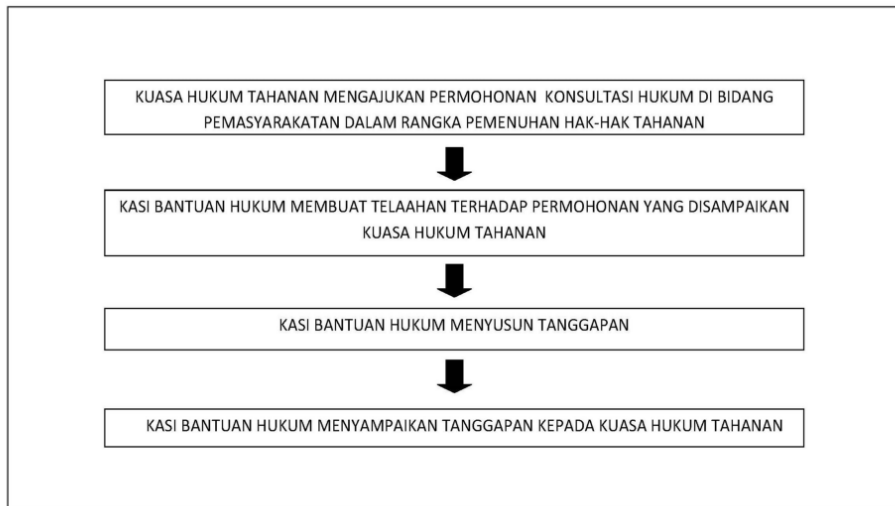 KUASA HUKUM TAHANAN MENGAJUKAN PERMOHONAN KONSULTASI HUKUM DI BIDANG
PEMASYARAKATAN DALAM RANGKA PEMENUHAN HAK-HAK TAHANAN
KASI BANTUAN HUKUM MEMBUAT TELAAHAN TERHADAP PERMOHONAN YANG DISAMPAIKAN
KUASA HUKUM TAHANAN
KASI BANTUAN HUKUM MENYUSUN TANGGAPAN
KASI BANTUAN HUKUM MENYAMPAIKAN TANGGAPAN KEPADA KUASA HUKUM TAHANAN